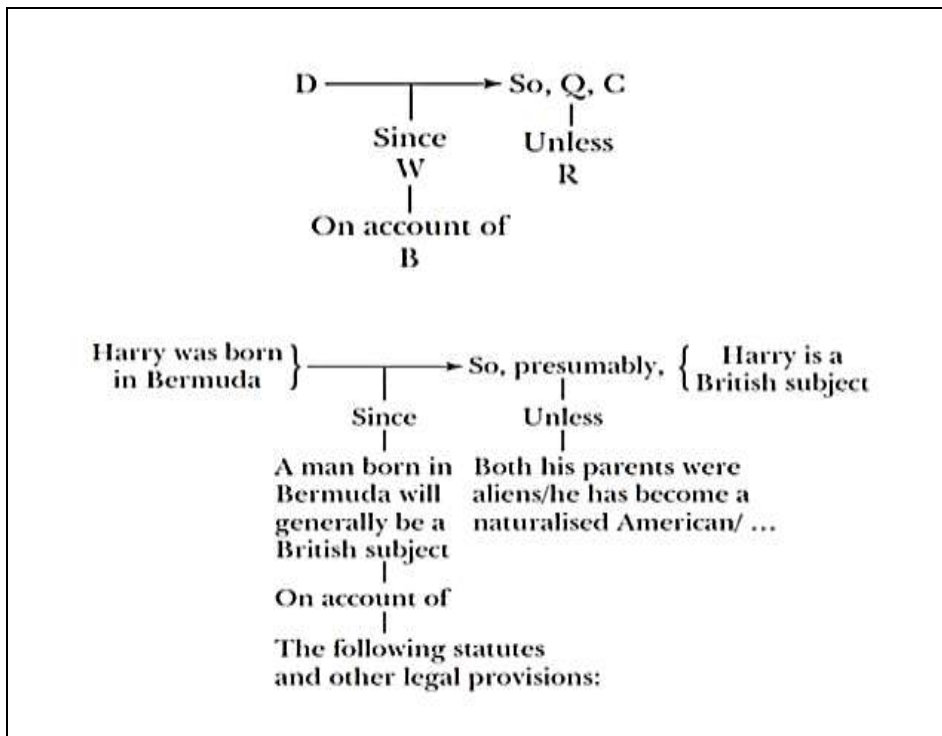 D So, Q, C
Since Unless
W R
On account of
B
Harry was born
in Bermuda
So, presumably,
Harry is a
British subject
Since
A man born in
Bermuda will
generally be a
British subject
On account of
The following statutes
and other legal provisions:
Unless
Both his parents were
aliens/he has become a
naturalised American/ ...